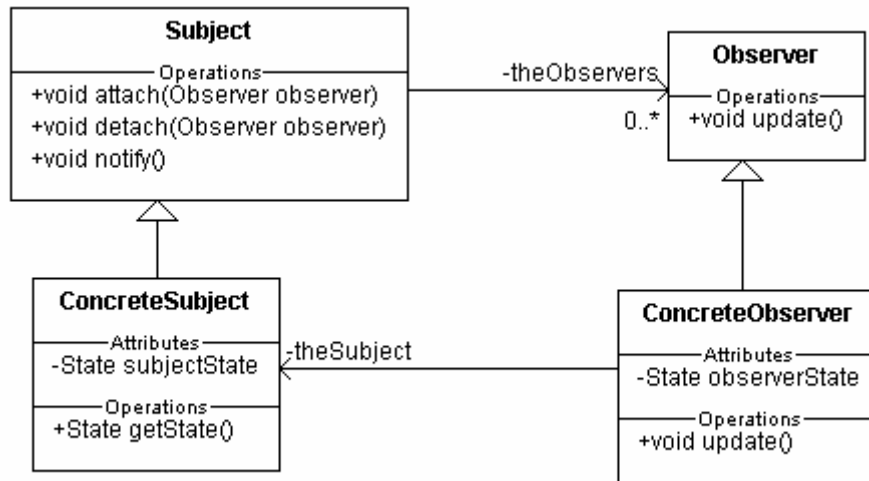 Subject
Operations
+void attach(Observer observer)
+void detach(Observer observer)
+void notify()
-theObservers
0..*
Observer
Operations
+void update()
ConcreteSubject
Attributes
-State subjectState
Operations
+State getState()
-theSubject
ConcreteObserver
Attributes
-State observerState
Operations
+void update()